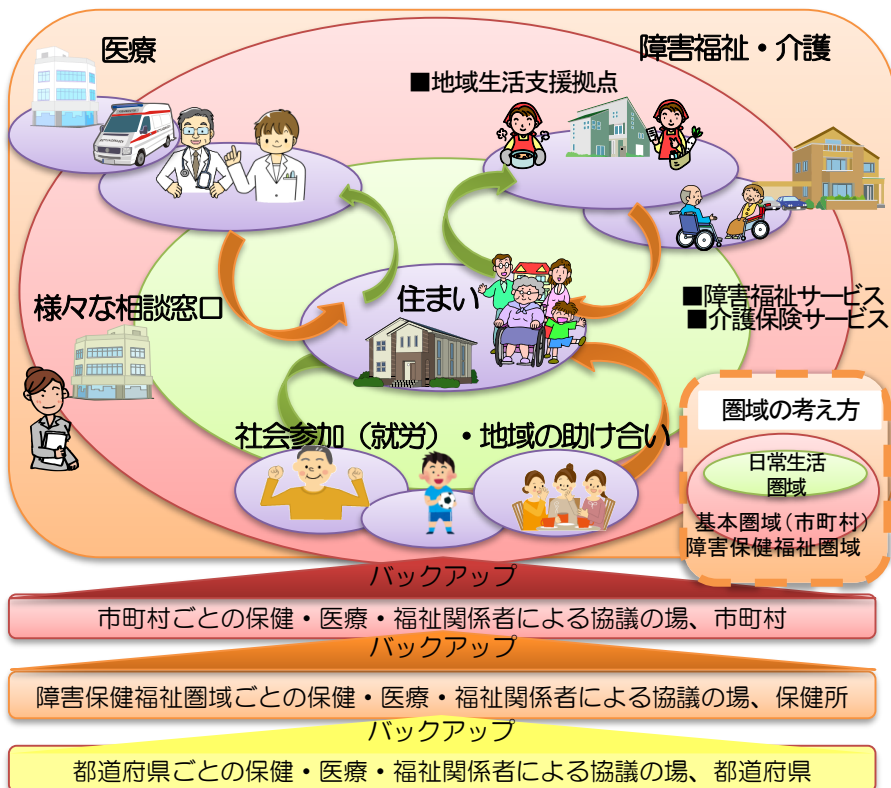 医療
障害福祉・介護
■地域生活支援拠点
様々な相談窓口
住まい
■障害福祉サービス
■介護保険サービス
社会参加（就労）・地域の助け合い
圏域の考え方
日常生活
圏域
基本圏域（市町村）
障害保健福祉圏域
バックアップ
市町村ごとの保健・医療・福祉関係者による協議の場、市町村
バックアップ
障害保健福祉圏域ごとの保健・医療・福祉関係者による協議の場、保健所
バックアップ
都道府県ごとの保健・医療・福祉関係者による協議の場、都道府県